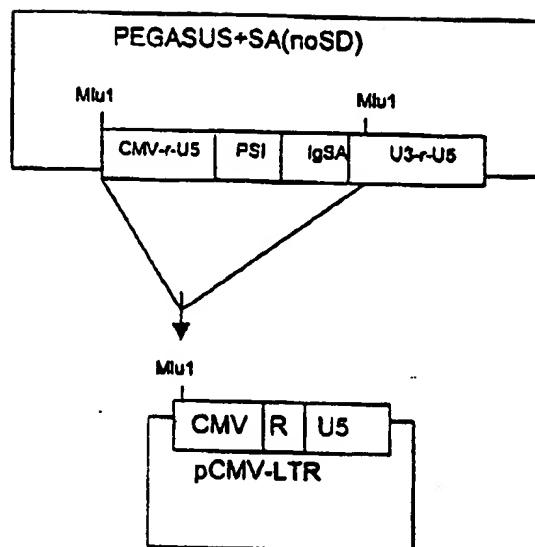 PEGASUS+SA(noSD)
Mlu1 Mlu1
CMV-r-U5 PSI IgSA U3-r-U5
Mlu1
CMV R U5
pCMV-LTR